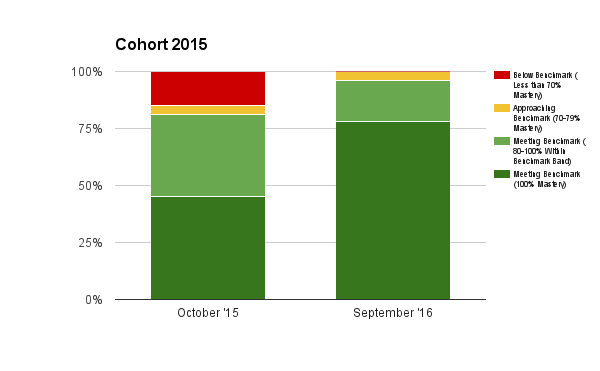 Cohort 2015
100%
75%
50%
25%
0%
October '15
September '16
Below Benchmark (
Less than 70%
Mastery)
Approaching
Benchmark (70-79%
Mastery)
Meeting Benchmark (
80-100% Within
Benchmark Band)
Meeting Benchmark
(100% Mastery)